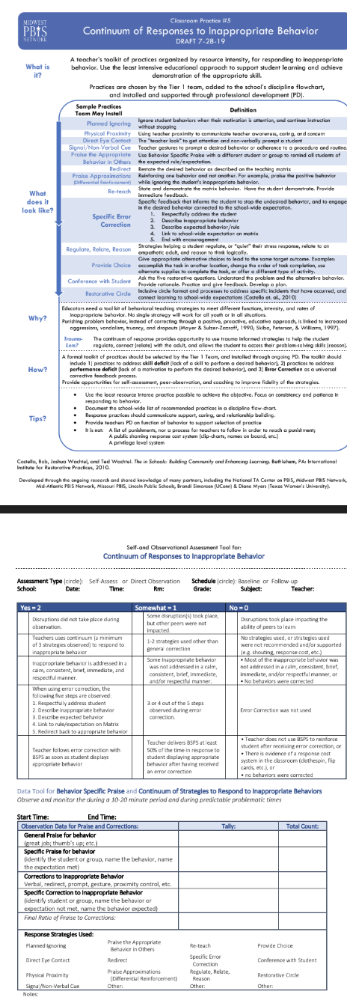 MIDWEST
PBIS
NETWORK
Classroom Practice #5
Continuum of Responses to Inappropriate Behavior
DRAFT 7-28-19
What is
it?
A teacher's toolkit of practices organized by resource intensity, for responding to inappropriate
behavior. Use the least intensive educational approach to support student learning and achieve
demonstration of the appropriate skill.
Practices are chosen by the Tier 1 team, added to the school's discipline flowchart,
and installed and supported through professional development (PD).
What
does it
look like?
Sample Practices
Team May Install
Definition
Planned Ignoring
Ignore student behaviors when their motivation is attention, and continue instruction
without stopping
Physical Proximity
Using teacher proximity to communicate teacher awareness, caring, and concern
Direct Eye Contact
The "teacher look" to get attention and non-verbally prompt a student
Signal/Non-verbal Cue
Teacher gestures to prompt a desired behavior or adherence to a procedure and routine.
Praise the Appropriate
Behavior in Others
Use Behavior Specific Praise with a different student or group to remind all students of
the expected rule/expectation.
Redirect
Restate the desired behavior as described on the teaching matrix
Praise Approximations
(Differential Reinforcement)
Reinforcing one behavior and not another. For example, praise the positive behavior
while ignoring the student's inappropriate behavior.
Re-teach
State and demonstrate the matrix behavior. Have the student demonstrate. Provide
immediate feedback.
Specific Error
Correction
Specific feedback that informs the student to stop the undesired behavior, and to engage
in the desired behavior connected to the school-wide expectation.
1. Respectfully address the student
2. Describe inappropriate behavior
3. Describe expected behavior/rule
4. Link to school-wide expectation on matrix
5. End with encouragement
Regulate, Relate, Reason
Strategies helping a student regulate, or "quiet" their stress response, relate to an
empathetic adult, and reason to think logically.
Provide Choice
Give appropriate alternative choices to lead to the same target outcome. Examples:
accomplish the task in another location, change the order of task completion, use
alternate supplies to complete the task, or offer a different type of activity.
Conference with Student
Ask the five restorative questions. Understand the problem and the alternative behavior.
Provide rationale. Practice and give feedback. Develop a plan.
Restorative Circle
Inclusive circle format and processes to address specific incidents that have occurred, and
connect learning to school-wide expectations (Costello et. al., 2010)
Why?
Educators need a tool kit of behavioral teaching strategies to meet different functions, intensity, and rates of
inappropriate behavior. No single strategy will work for all youth or in all situations.
Punishing problem behavior, instead of correcting through a positive, proactive, educative approach, is linked to increased
aggressions, vandalism, truancy, and dropouts (Mayer & Sulzer-Azzroff, 1990; Skiba, Peterson, & Williams, 1997).
Trauma-
Lens?
The continuum of response provides opportunity to use trauma informed strategies to help the student
regulate, connect (relate) with the adult, and allows the student to access their problem-solving skills (reason).
How?
A formal toolkit of practices should be selected by the Tier 1 Team, and installed through ongoing PD. The toolkit should
include 1) practices to address skill deficit (lack of a skill to perform a desired behavior), 2) practices to address
performance deficit (lack of a motivation to perform the desired behavior), and 3) Error Correction as a universal
corrective feedback process.
Provide opportunities for self-assessment, peer-observation, and coaching to improve fidelity of the strategies.
Tips?
• Use the least resource intense practice possible to achieve the objective. Focus on consistency and patience in
responding to behavior.
• Document the school-wide list of recommended practices in a discipline flow-chart.
• Response practices should communicate support, caring, and relationship building.
• Provide teachers PD on function of behavior to support selection of practice
• It is not: A list of punishments, nor a process for teachers to follow in order to reach a punishment;
A public shaming response cost system (clip-charts, names on board, etc.)
A privilege level system
Costello, Bob, Joshua Wachtel, and Ted Wachtel. The in Schools: Building Community and Enhancing Learning. Bethlehem, PA: International
Institute for Restorative Practices, 2010.
Developed through the ongoing research and shared knowledge of many partners, including the National TA Center on PBIS, Midwest PBIS Network,
Mid-Atlantic PBIS Network, Missouri PBIS, Lincoln Public Schools, Brandi Simonsen (UConn) & Diane Myers (Texas Women's University).
Self-and Observational Assessment Tool for:
Continuum of Responses to Inappropriate Behavior
Assessment Type (circle): Self-Assess or Direct Observation Schedule (circle): Baseline or Follow-up
School: Date: Time: Rm: Grade: Subject: Teacher:
Yes = 2 Somewhat = 1 No = 0
Disruptions did not take place during
observation.
Some disruption(s) took place,
but other peers were not
impacted.
Disruptions took place impacting the
ability of peers to learn
Teachers uses continuum (a minimum
of 3 strategies observed) to respond to
inappropriate behavior
1-2 strategies used other than
general correction
No strategies used, or strategies used
were not recommended and/or supported
(e.g. shouting, response cost, etc.)
Inappropriate behavior is addressed in a
calm, consistent, brief, immediate, and
respectful manner.
Some Inappropriate behavior
was not addressed in a calm,
consistent, brief, immediate,
and/or respectful manner.
• Most of the inappropriate behavior was
not addressed in a calm, consistent, brief,
immediate, and/or respectful manner, or
• No behaviors were corrected
When using error correction, the
following five steps are observed:
1. Respectfully address student
2. Describe inappropriate behavior
3. Describe expected behavior
4. Link to rule/expectation on Matrix
5. Redirect back to appropriate behavior
3 or 4 out of the 5 steps
observed during error
correction.
Error Correction was not used
Teacher follows error correction with
BSPS as soon as student displays
appropriate behavior
Teacher delivers BSPS at least
50% of the time in response to
student displaying appropriate
behavior after having received
an error correction
• Teacher does not use BSPS to reinforce
student after receiving error correction, or
• There is evidence of a response cost
system in the classroom (clothespin, flip
cards, etc.), or
• no behaviors were corrected
Data Tool for Behavior Specific Praise and Continuum of Strategies to Respond to Inappropriate Behaviors
Observe and monitor the during a 10-20 minute period and during predictable problematic times
Start Time: End Time:
Observation Data for Praise and Corrections: Tally: Total Count:
General Praise for behavior
(great job; thumb's up; etc.)
Specific Praise for behavior
(identify the student or group, name the behavior, name
the expectation met)
Corrections to Inappropriate Behavior
Verbal, redirect, prompt, gesture, proximity control, etc.
Specific Correction to Inappropriate Behavior
(identify student or group, name the behavior or
expectation not met, name the behavior expected)
Final Ratio of Praise to Corrections:
Response Strategies Used:
Planned Ignoring
Praise the Appropriate
Behavior in Others
Re-teach
Provide Choice
Direct Eye Contact
Redirect
Specific Error
Correction
Conference with Student
Physical Proximity
Praise Approximations
(Differential Reinforcement)
Regulate, Relate,
Reason
Restorative Circle
Signal/Non-verbal Cue
Other:
Other:
Other:
Notes: